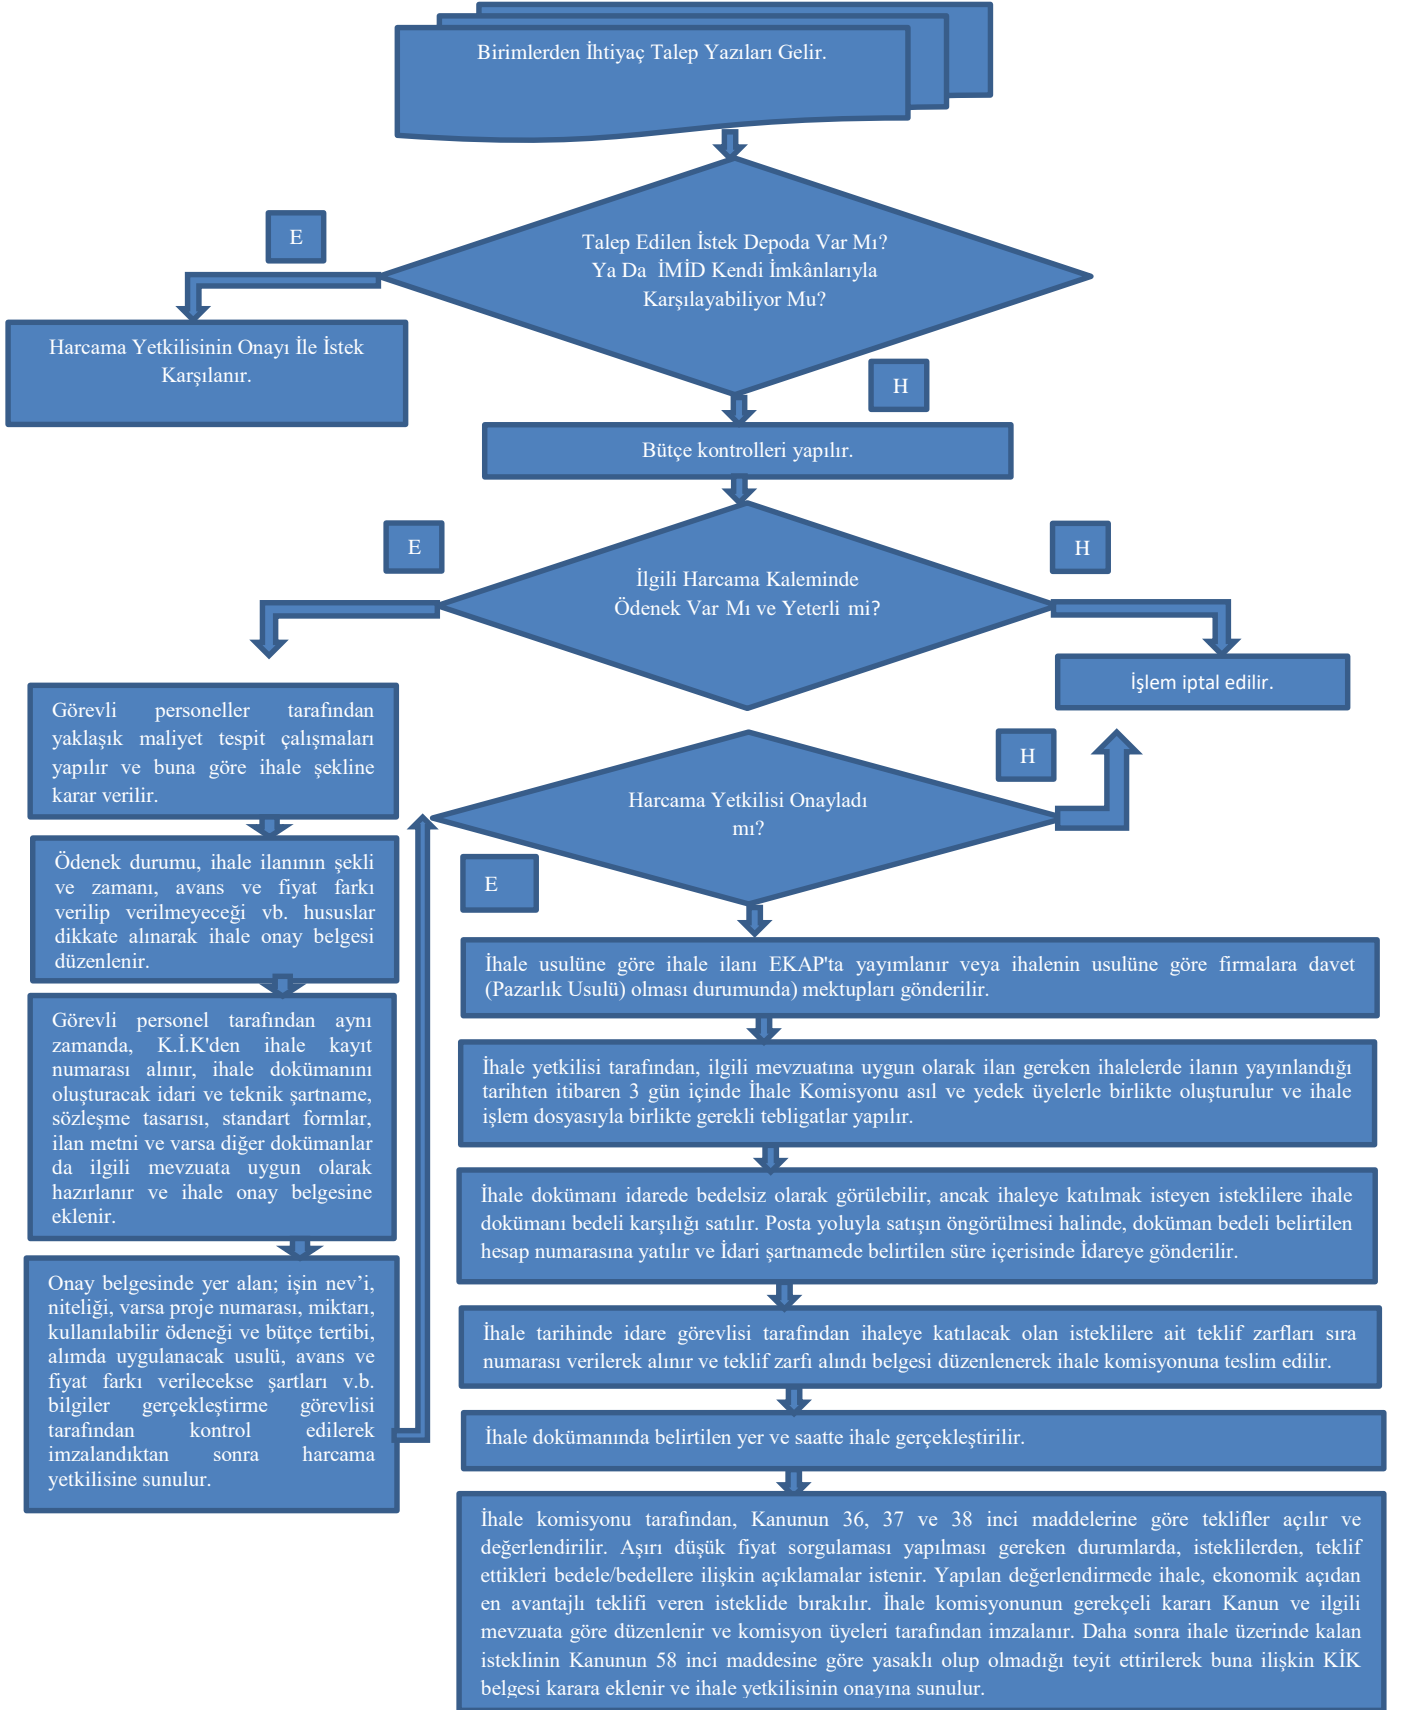 Birimlerden İhtiyaç Talep Yazıları Gelir.
E
Talep Edilen İstek Depoda Var Mı?
Ya Da İMİD Kendi İmkânlarıyla
Karşılayabiliyor Mu?
Harcama Yetkilisinin Onayı İle İstek
Karşılanır.
H
Bütçe kontrolleri yapılır.
E
H
İlgili Harcama Kaleminde
Ödenek Var Mı ve Yeterli mi?
İşlem iptal edilir.
Görevli personeller tarafından
yaklaşık maliyet tespit çalışmaları
yapılır ve buna göre ihale şekline
karar verilir.
Ödenek durumu, ihale ilanının şekli
ve zamanı, avans ve fiyat farkı
verilip verilmeyeceği vb. hususlar
dikkate alınarak ihale onay belgesi
düzenlenir.
Görevli personel tarafından aynı
zamanda, K.İ.K'den ihale kayıt
numarası alınır, ihale dokümanını
oluşturacak idari ve teknik şartname,
sözleşme tasarısı, standart formlar,
ilan metni ve varsa diğer dokümanlar
da ilgili mevzuata uygun olarak
hazırlanır ve ihale onay belgesine
eklenir.
Onay belgesinde yer alan; işin nev’i,
niteliği, varsa proje numarası, miktarı,
kullanılabilir ödeneği ve bütçe tertibi,
alımda uygulanacak usulü, avans ve
fiyat farkı verilecekse şartları v.b.
bilgiler gerçekleştirme görevlisi
tarafından kontrol edilerek
imzalandıktan sonra harcama
yetkilisine sunulur.
H
Harcama Yetkilisi Onayladı
mı?
E
İhale usulüne göre ihale ilanı EKAP'ta yayımlanır veya ihalenin usulüne göre firmalara davet
(Pazarlık Usulü) olması durumunda) mektupları gönderilir.
İhale yetkilisi tarafından, ilgili mevzuatına uygun olarak ilan gereken ihalelerde ilanın yayınlandığı
tarihten itibaren 3 gün içinde İhale Komisyonu asıl ve yedek üyelerle birlikte oluşturulur ve ihale
işlem dosyasıyla birlikte gerekli tebligatlar yapılır.
İhale dokümanı idarede bedelsiz olarak görülebilir, ancak ihaleye katılmak isteyen isteklilere ihale
dokümanı bedeli karşılığı satılır. Posta yoluyla satışın öngörülmesi halinde, doküman bedeli belirtilen
hesap numarasına yatılır ve İdari şartnamede belirtilen süre içerisinde İdareye gönderilir.
İhale tarihinde idare görevlisi tarafından ihaleye katılacak olan isteklilere ait teklif zarfları sıra
numarası verilerek alınır ve teklif zarfı alındı belgesi düzenlenerek ihale komisyonuna teslim edilir.
İhale dokümanında belirtilen yer ve saatte ihale gerçekleştirilir.
İhale komisyonu tarafından, Kanunun 36, 37 ve 38 inci maddelerine göre teklifler açılır ve
değerlendirilir. Aşırı düşük fiyat sorgulaması yapılması gereken durumlarda, isteklilerden, teklif
ettikleri bedele/bedellere ilişkin açıklamalar istenir. Yapılan değerlendirmede ihale, ekonomik açıdan
en avantajlı teklifi veren isteklide bırakılır. İhale komisyonunun gerekçeli kararı Kanun ve ilgili
mevzuata göre düzenlenir ve komisyon üyeleri tarafından imzalanır. Daha sonra ihale üzerinde kalan
isteklinin Kanunun 58 inci maddesine göre yasaklı olup olmadığı teyit ettirilerek buna ilişkin KİK
belgesi karara eklenir ve ihale yetkilisinin onayına sunulur.